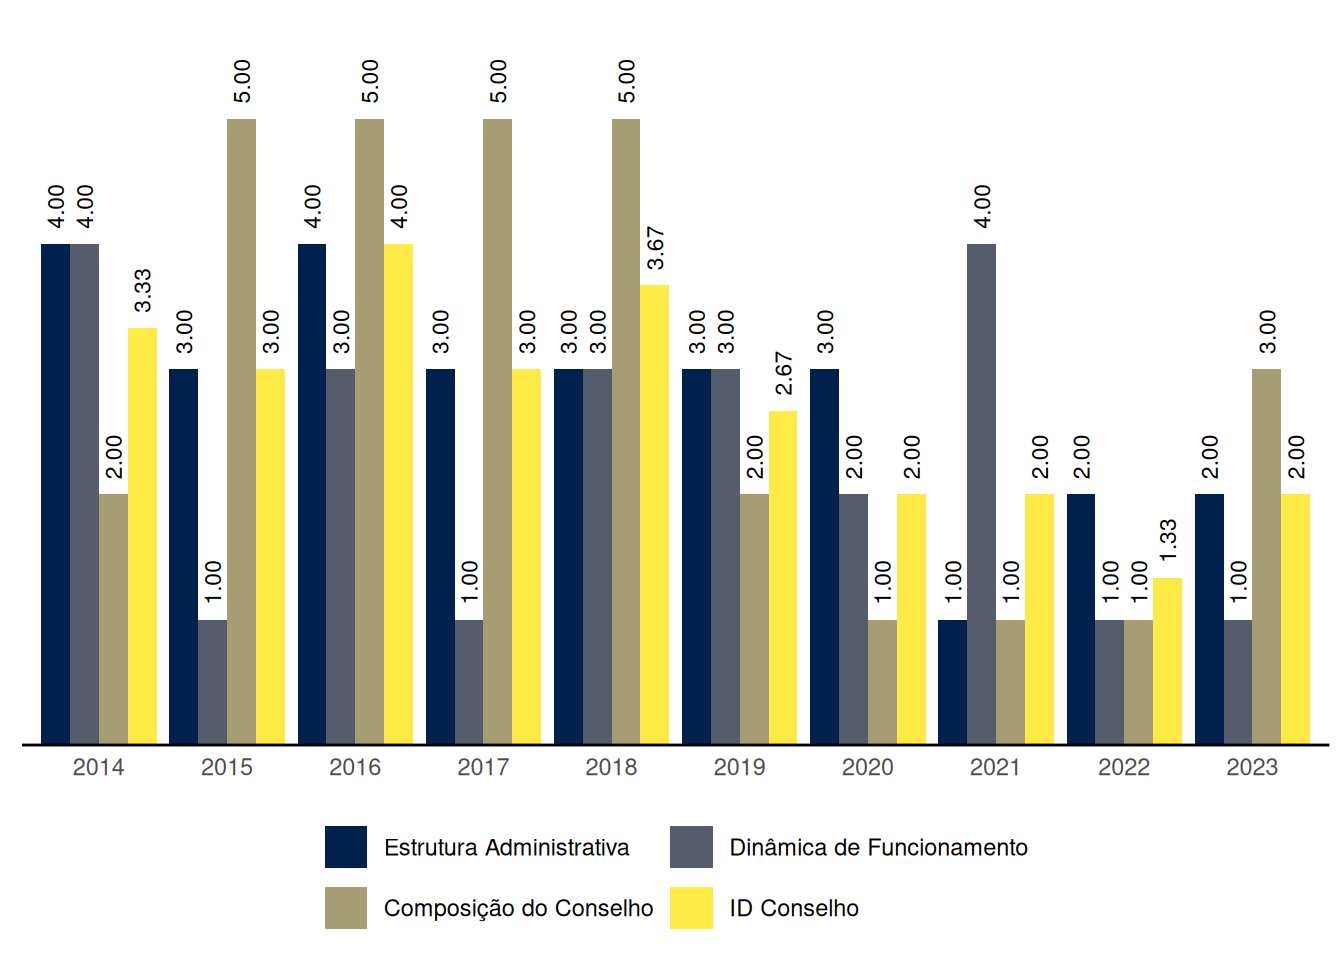 4.00 4.00 2.00 3.33 3.00 1.00 5.00 3.00 4.00 3.00 5.00 4.00 3.00 1.00 5.00 3.00 3.00 3.00 5.00 3.67 3.00 3.00 2.00 2.67 3.00 2.00 1.00 2.00 1.00 4.00 1.00 2.00 2.00 1.00 1.00 1.33 2.00 1.00 3.00 2.00
2014 2015 2016 2017 2018 2019 2020 2021 2022 2023
Estrutura Administrativa Dinâmica de Funcionamento
Composição do Conselho ID Conselho